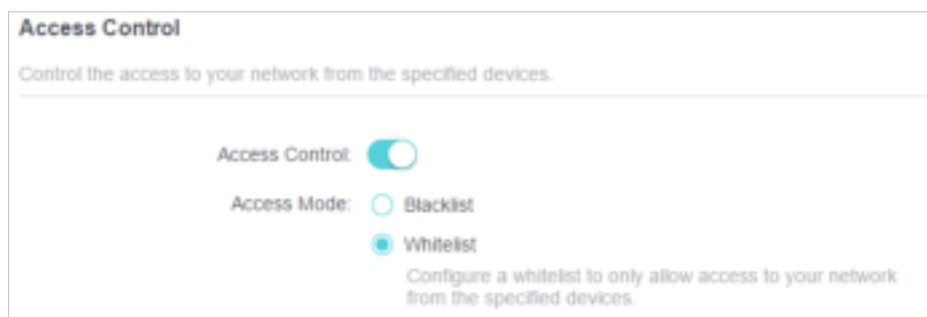 Access Control
Control the access to your network from the specified devices.
Access Control:
Access Mode: Blacklist
Whitelist
Configure a whitelist to only allow access to your network
from the specified devices.